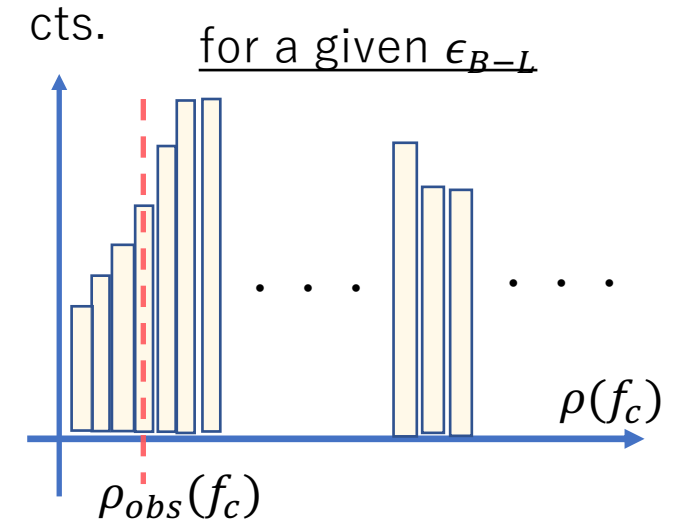 cts.
for a given ϵ_{B−L}
. . .
. . .
ρ(f_c)
ρ_{obs}(f_c)